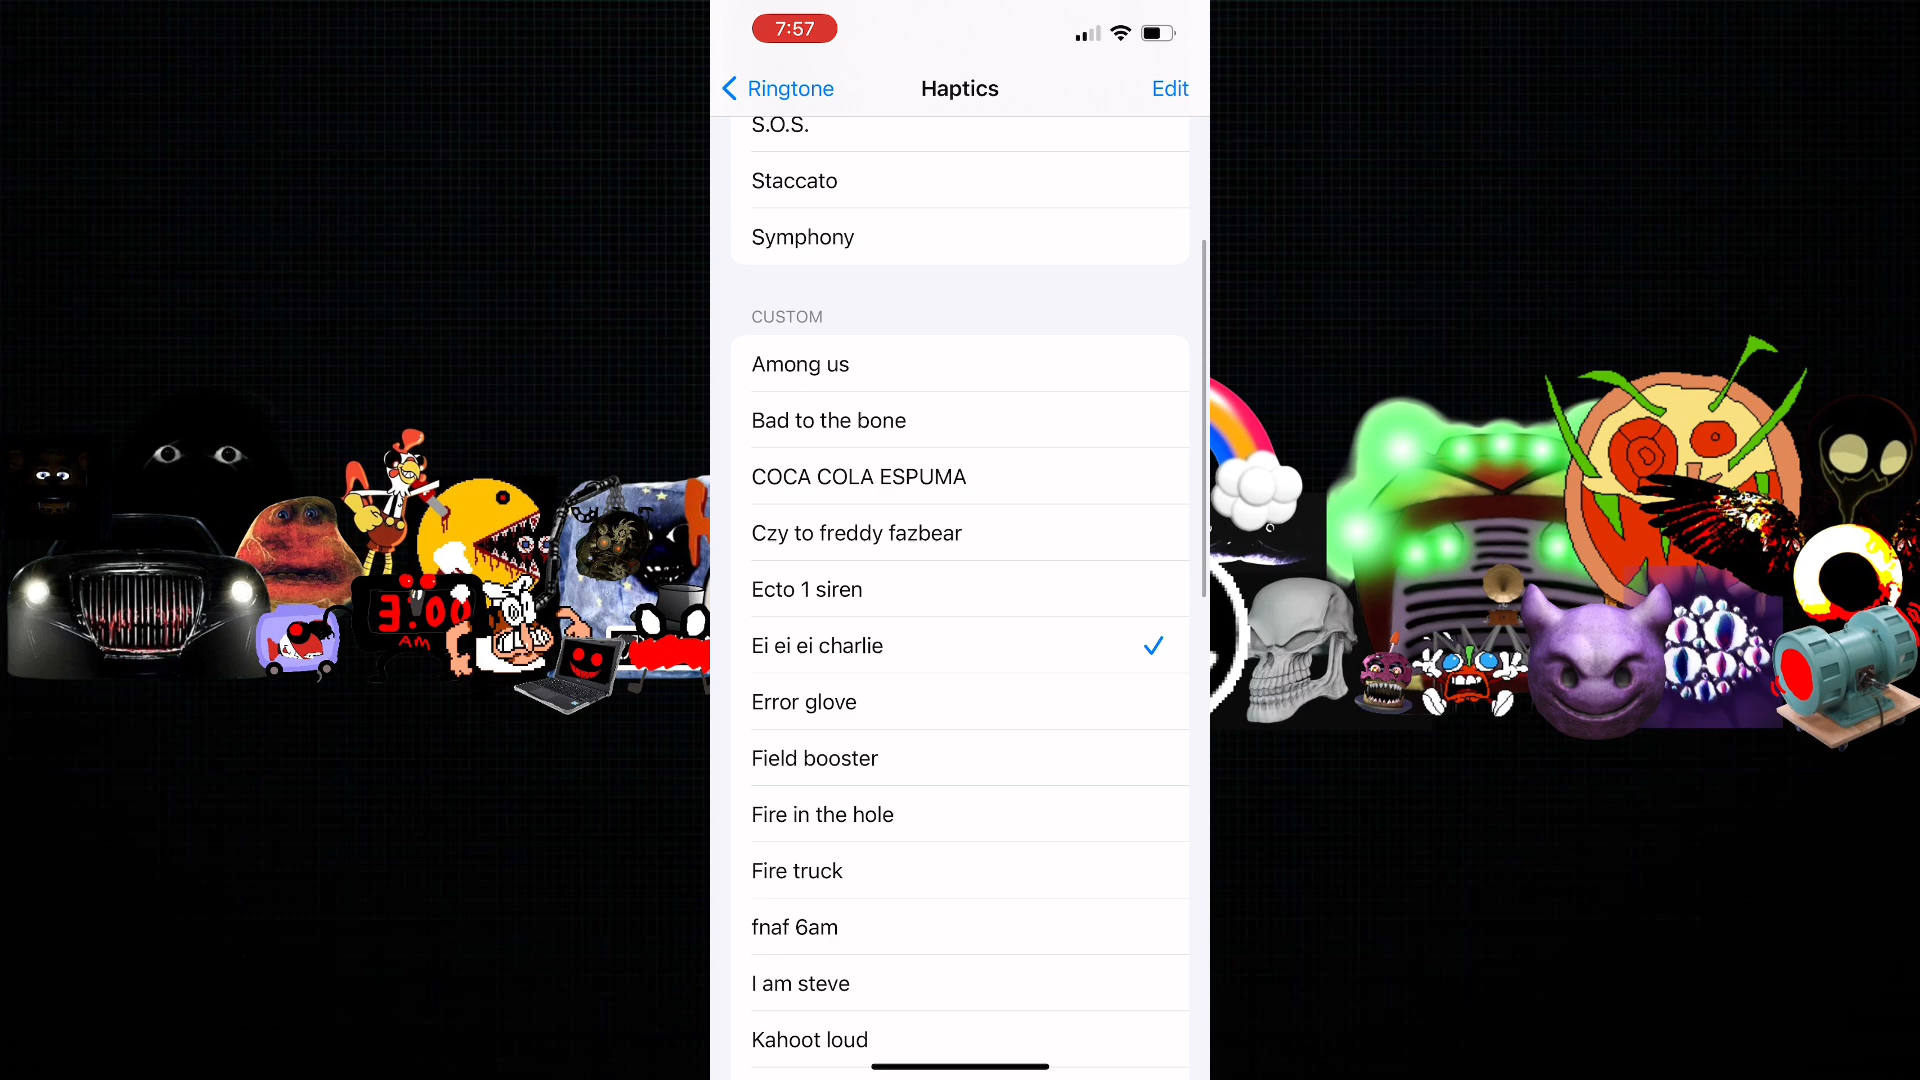 7:57
Ringtone
Haptics
Edit
S.O.S.
Staccato
Symphony
CUSTOM
Among us
Bad to the bone
COCA COLA ESPUMA
Czy to freddy fazbear
Ecto 1 siren
Ei ei ei charlie
Error glove
Field booster
Fire in the hole
Fire truck
fnaf 6am
I am steve
Kahoot loud
3:00
AM